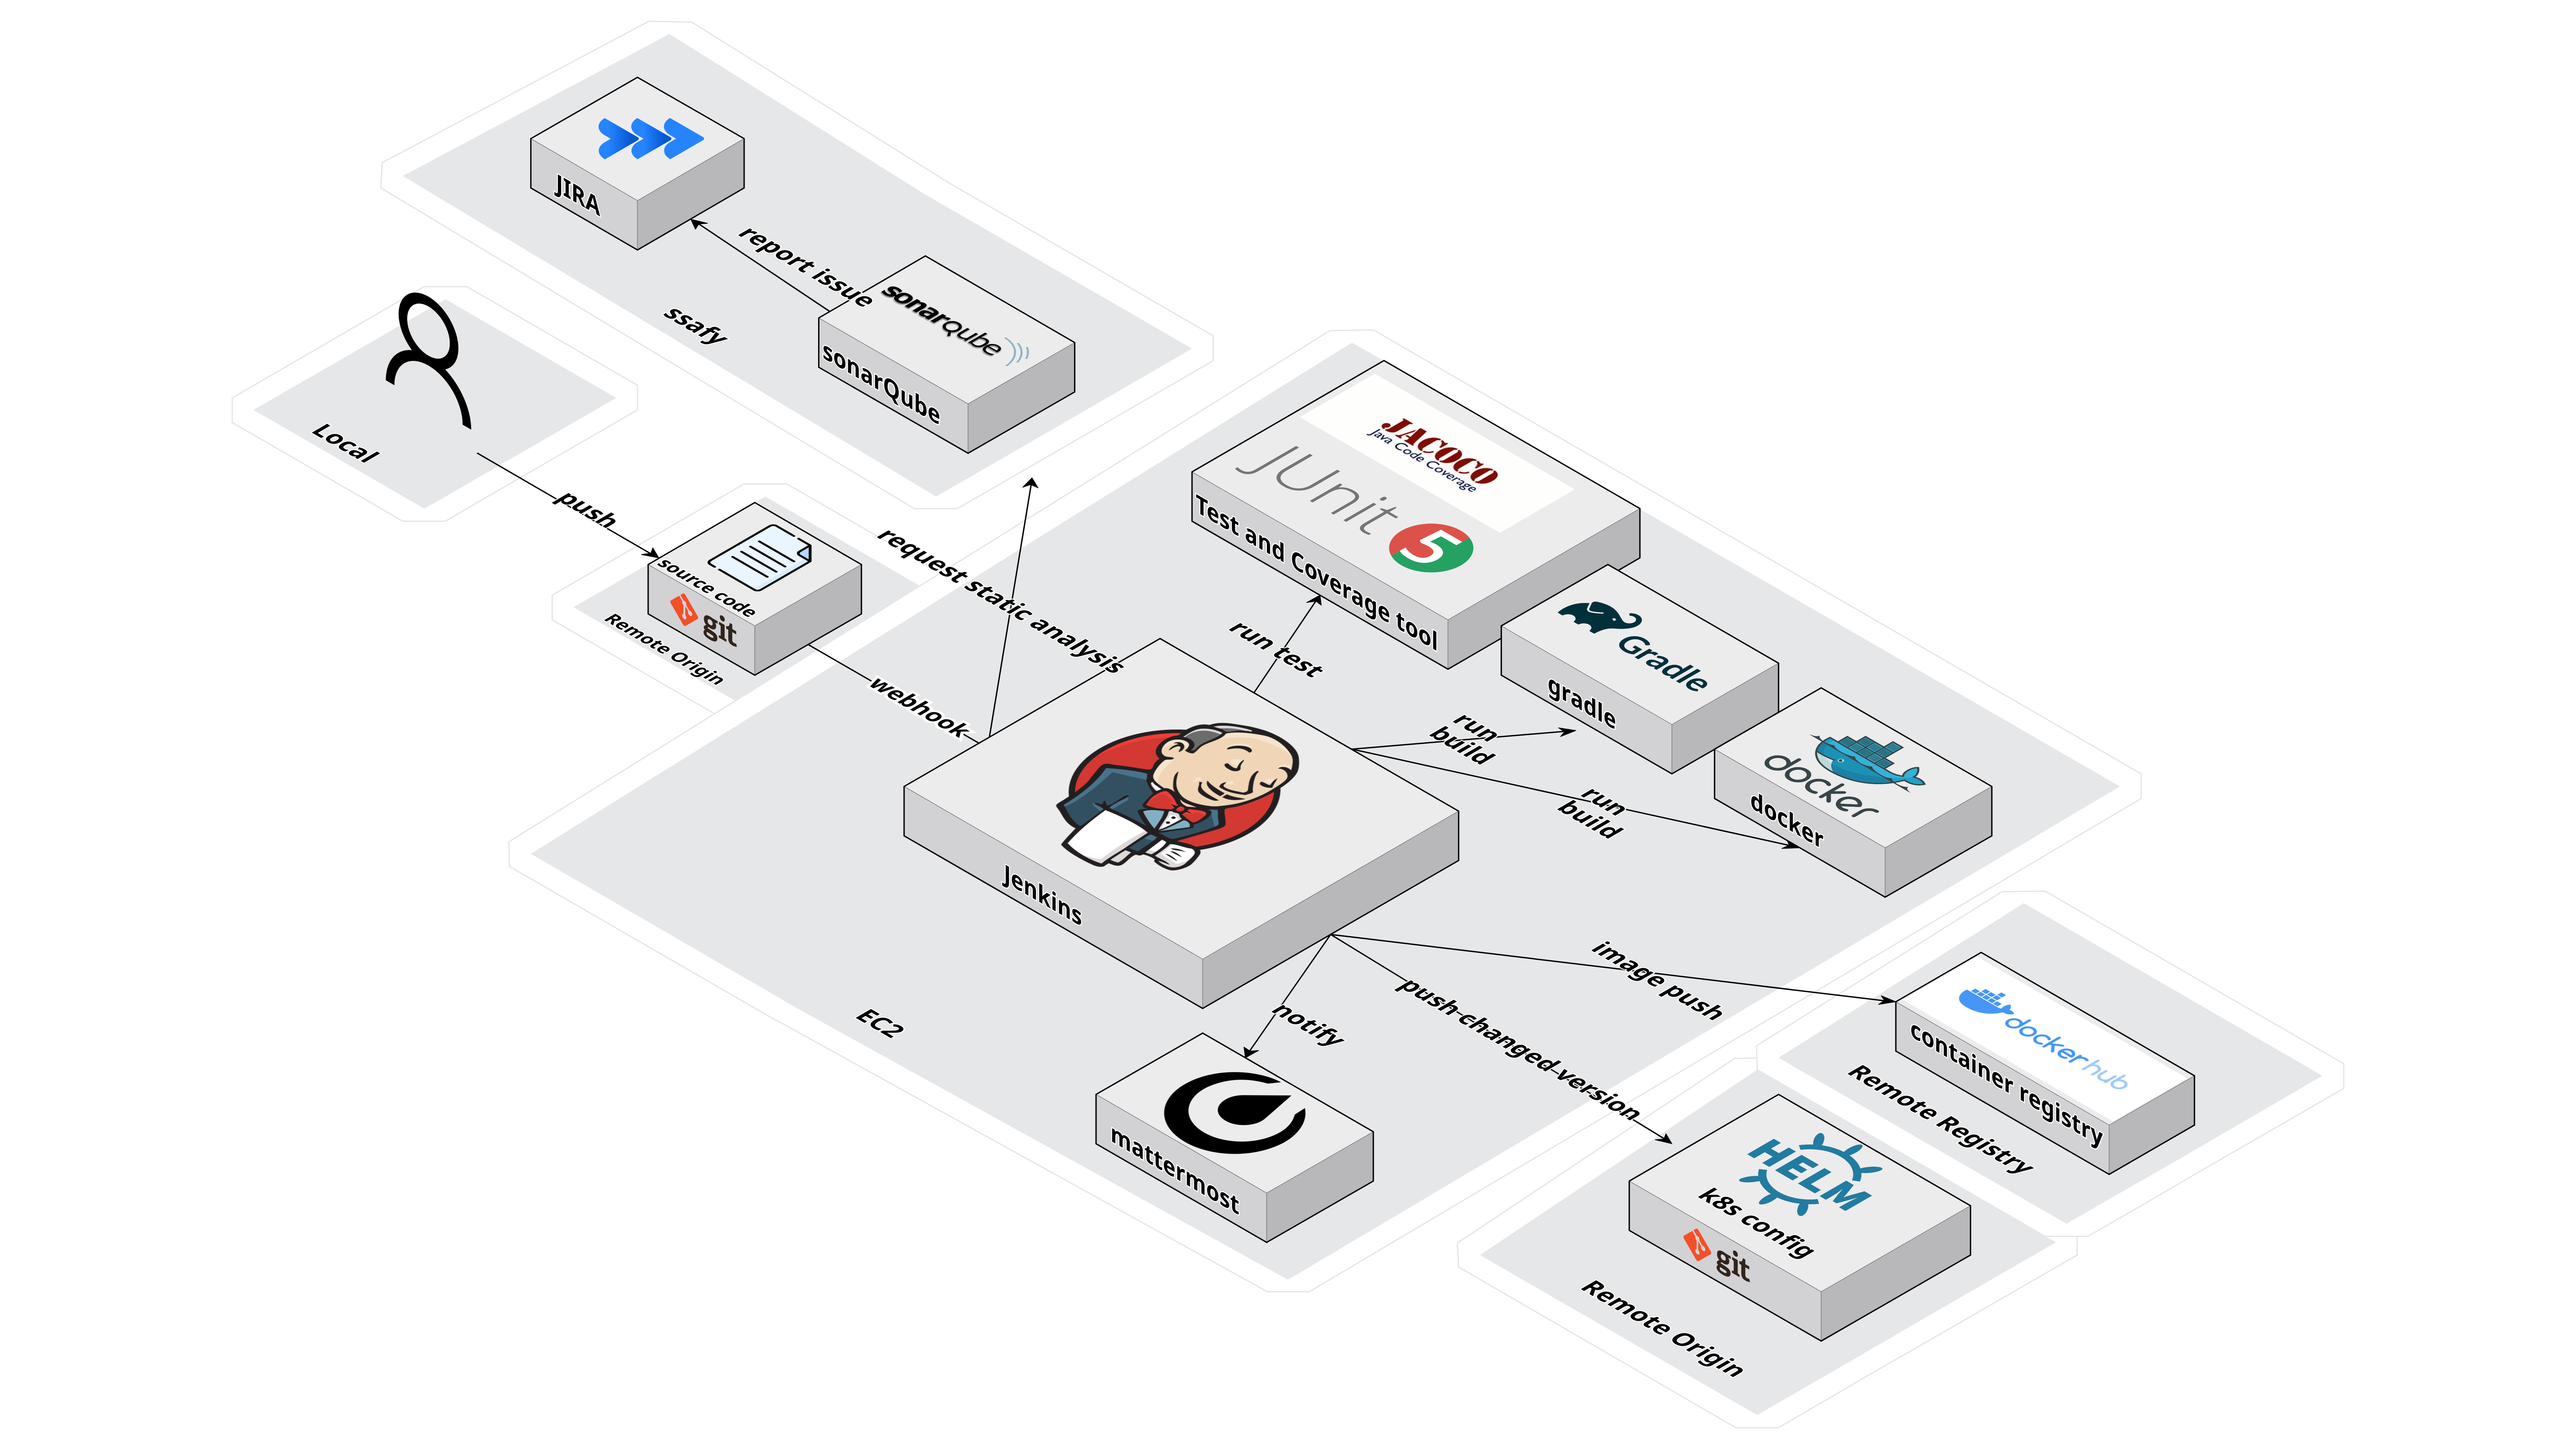 JIRA
report issue
sonarQube
sonarQube
ssafy
Local
push
source code
git
Remote Origin
webhook
request static analysis
JACOCO
Java Code Coverage
JUnit 5
Test and Coverage tool
run test
Gradle
gradle
run
build
docker
docker
run
build
Jenkins
EC2
notify
mattermost
image push
push changed version
dockerhub
container registry
Remote Registry
HELM
k8s config
git
Remote Origin